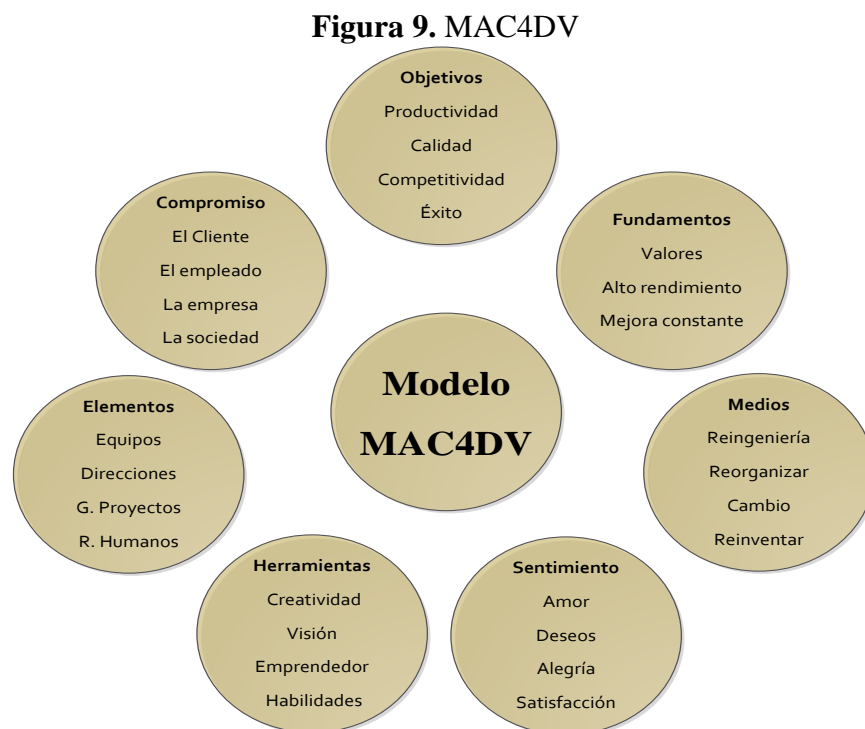 Figura 9. MAC4DV
Objetivos
Productividad
Calidad
Competitividad
Éxito
Fundamentos
Valores
Alto rendimiento
Mejora constante
Medios
Reingeniería
Reorganizar
Cambio
Reinventar
Sentimiento
Amor
Deseos
Alegría
Satisfacción
Herramientas
Creatividad
Visión
Emprendedor
Habilidades
Elementos
Equipos
Direcciones
G. Proyectos
R. Humanos
Compromiso
El Cliente
El empleado
La empresa
La sociedad
Modelo
MAC4DV